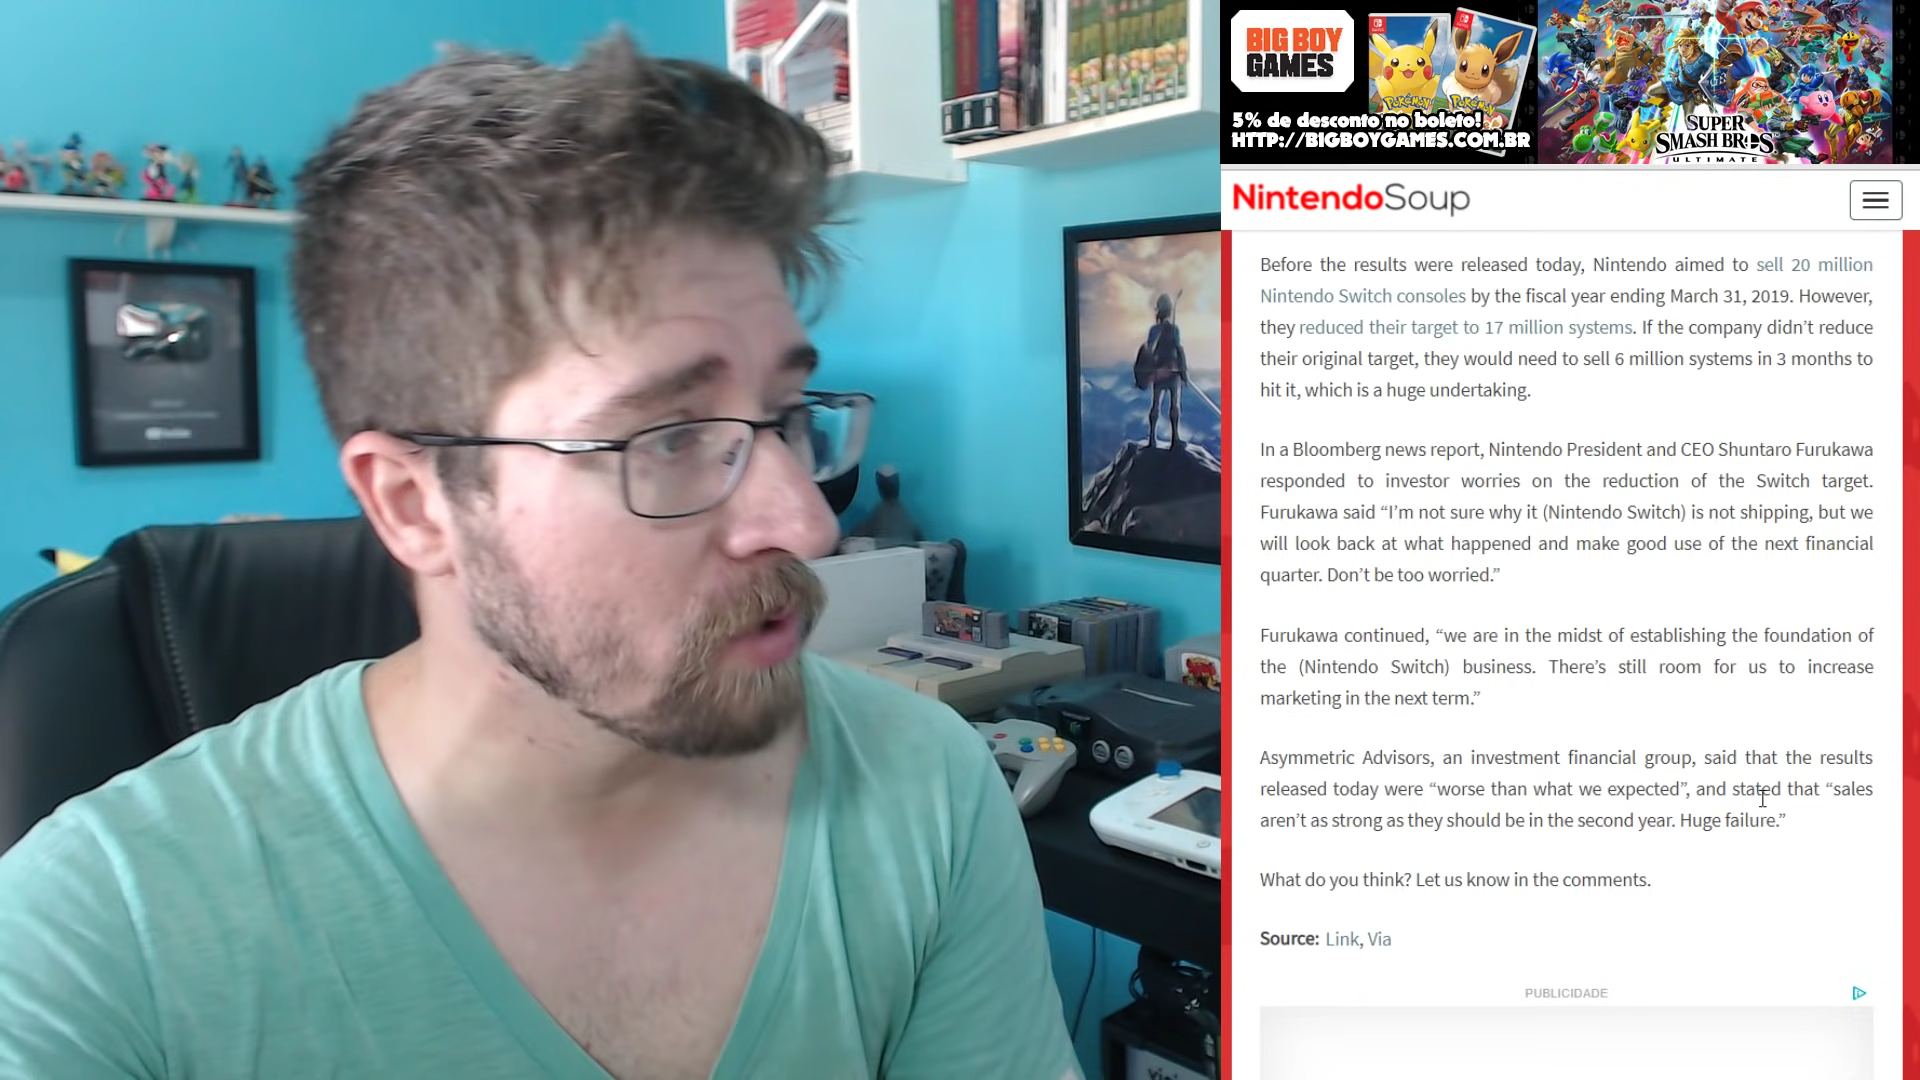 BIG BOY
GAMES
POKÉMON
POKÉMON
5% de desconto no boleto!
HTTP://BIGBOYGAMES.COM.BR
SUPER
SMASH BROS.
ULTIMATE
NintendoSoup
Before the results were released today, Nintendo aimed to sell 20 million
Nintendo Switch consoles by the fiscal year ending March 31, 2019. However,
they reduced their target to 17 million systems. If the company didn’t reduce
their original target, they would need to sell 6 million systems in 3 months to
hit it, which is a huge undertaking.
In a Bloomberg news report, Nintendo President and CEO Shuntaro Furukawa
responded to investor worries on the reduction of the Switch target.
Furukawa said “I’m not sure why it (Nintendo Switch) is not shipping, but we
will look back at what happened and make good use of the next financial
quarter. Don’t be too worried.”
Furukawa continued, “we are in the midst of establishing the foundation of
the (Nintendo Switch) business. There’s still room for us to increase
marketing in the next term.”
Asymmetric Advisors, an investment financial group, said that the results
released today were “worse than what we expected”, and stated that “sales
aren’t as strong as they should be in the second year. Huge failure.”
What do you think? Let us know in the comments.
Source: Link, Via
PUBLICIDADE